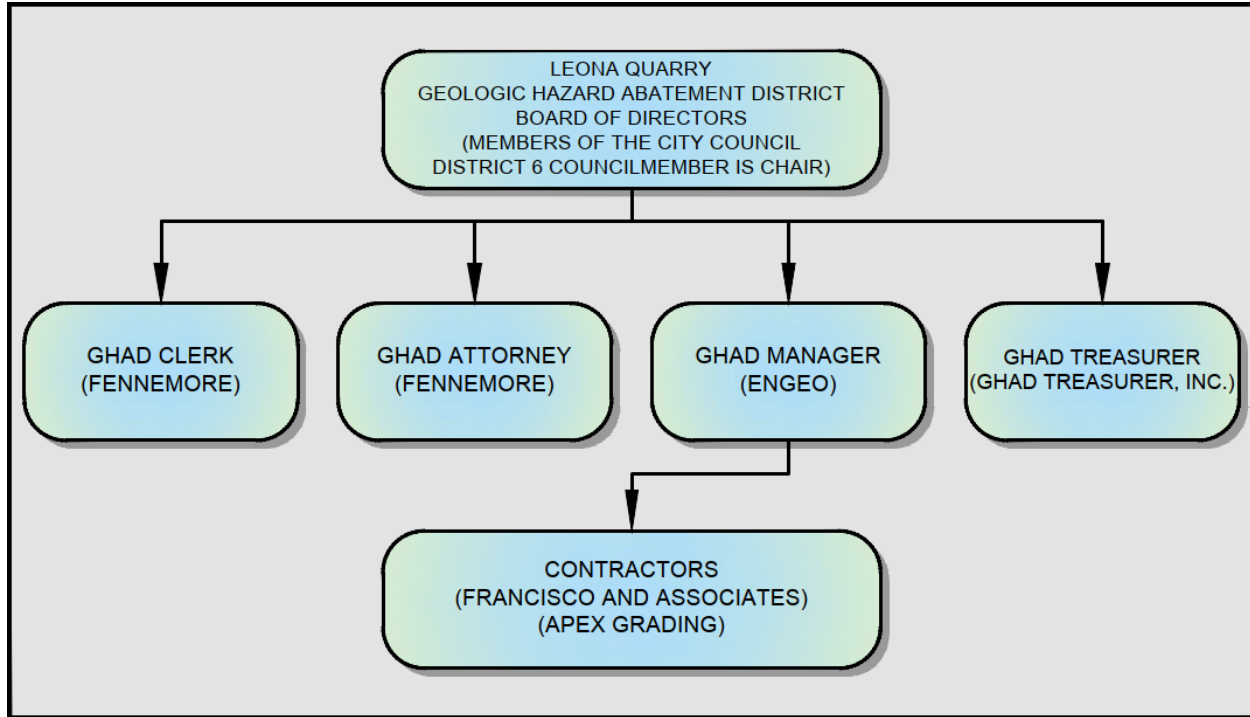 LEONA QUARRY
GEOLOGIC HAZARD ABATEMENT DISTRICT
BOARD OF DIRECTORS
(MEMBERS OF THE CITY COUNCIL
DISTRICT 6 COUNCILMEMBER IS CHAIR)
GHAD CLERK
(FENNEMORE)
GHAD ATTORNEY
(FENNEMORE)
GHAD MANAGER
(ENGEO)
GHAD TREASURER
(GHAD TREASURER, INC.)
CONTRACTORS
(FRANCISCO AND ASSOCIATES)
(APEX GRADING)